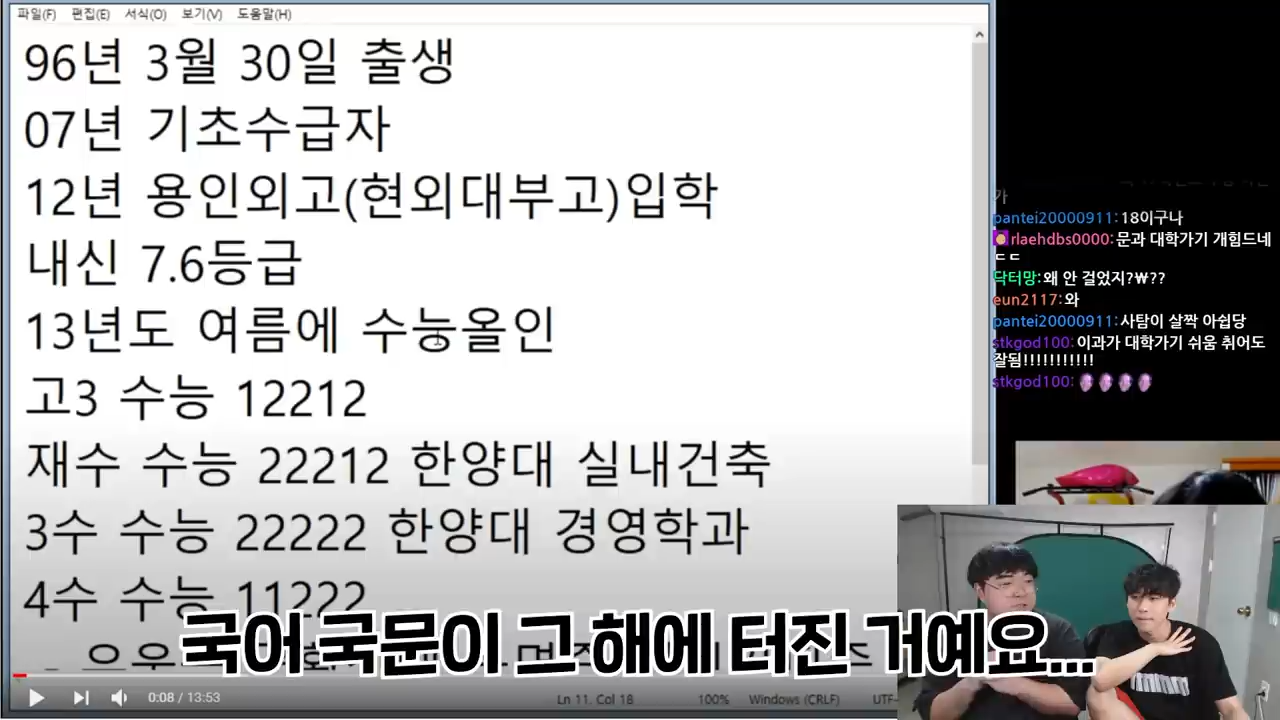 파일(F) 편집(E) 서식(O) 보기(V) 도움말(H)
96년 3월 30일 출생
07년 기초수급자
12년 용인외고(현외대부고)입학
내신 7.6등급
13년도 여름에 수능올인
고3 수능 12212
재수 수능 22212 한양대 실내건축
3수 수능 22222 한양대 경영학과
4수 수능 11222
국어 국문이 그 해에 터진 거예요...
0:08 / 13:53
Ln 11, Col 18 100% Windows (CRLF) UTF-
가
pantei20000911: 18이구나
rlaehdbs0000: 문과 대학가기 개힘드네
ㄷㄷ
닥터망: 왜 안 걸었지?₩??
eun2117: 와
pantei20000911: 사탐이 살짝 아쉽당
stkgod100: 이과가 대학가기 쉬움 취어도
잘됨!!!!!!!!!!!
stkgod100: